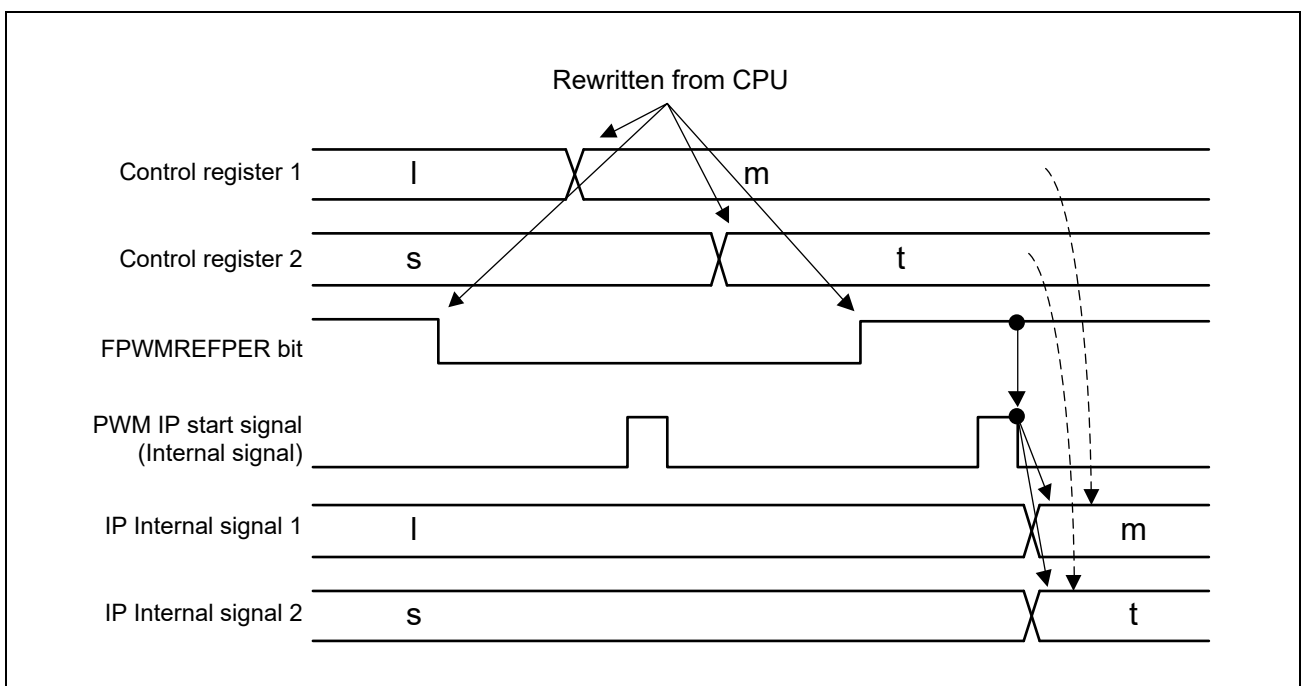 Rewritten from CPU
Control register 1 l m
Control register 2 s t
FPWMREFPER bit
PWM IP start signal
(Internal signal)
IP Internal signal 1 l m
IP Internal signal 2 s t